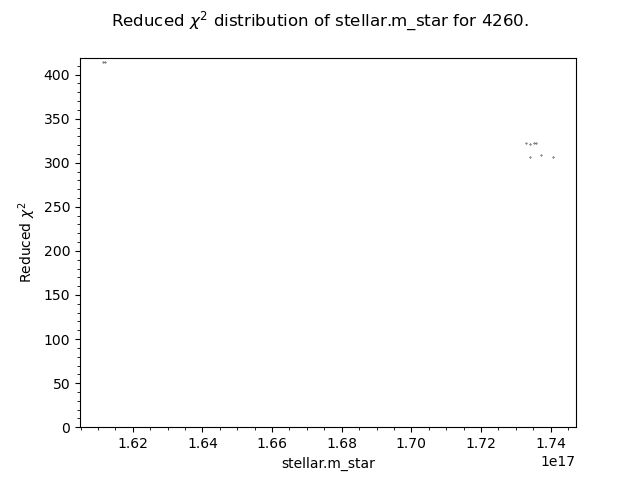 Reduced χ² distribution of stellar.m_star for 4260.
400
350
300
250
200
150
100
50
0
Reduced χ²
1.62 1.64 1.66 1.68 1.70 1.72 1.74
1e17
stellar.m_star